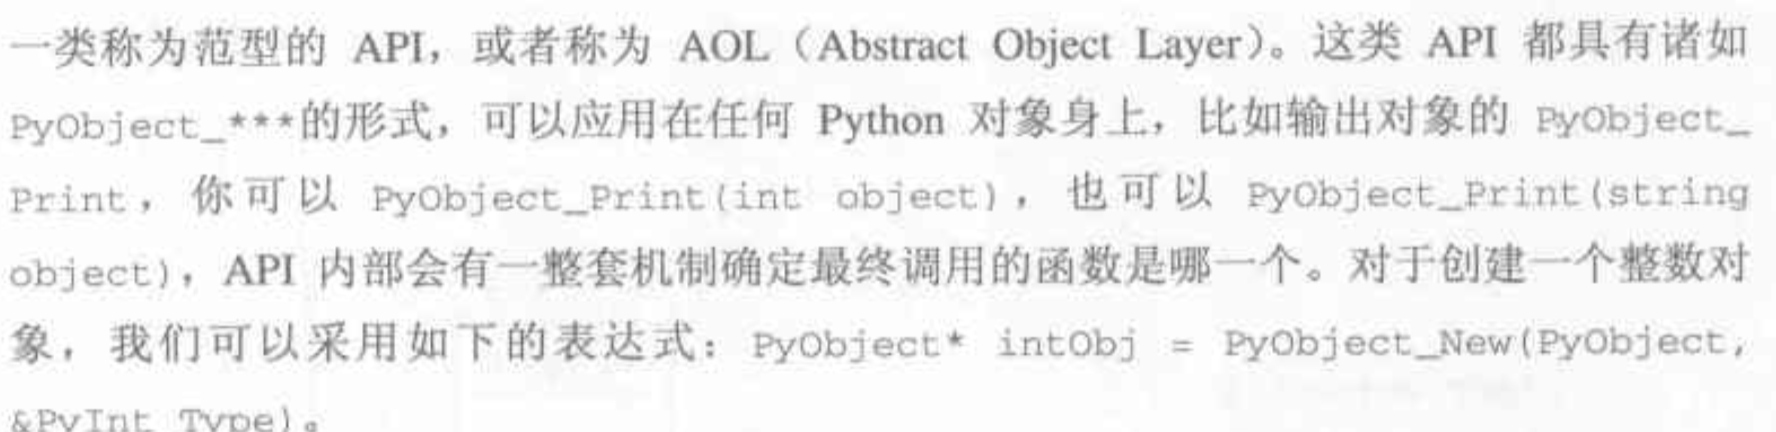 一类称为范型的 API，或者称为 AOL（Abstract Object Layer）。这类 API 都具有诸如
PyObject_***的形式，可以应用在任何 Python 对象身上，比如输出对象的 PyObject_
Print，你可以 PyObject_Print(int object)，也可以 PyObject_Print(string
object)，API 内部会有一整套机制确定最终调用的函数是哪一个。对于创建一个整数对
象，我们可以采用如下的表达式：PyObject* intObj = PyObject_New(PyObject,
&PyInt_Type)。